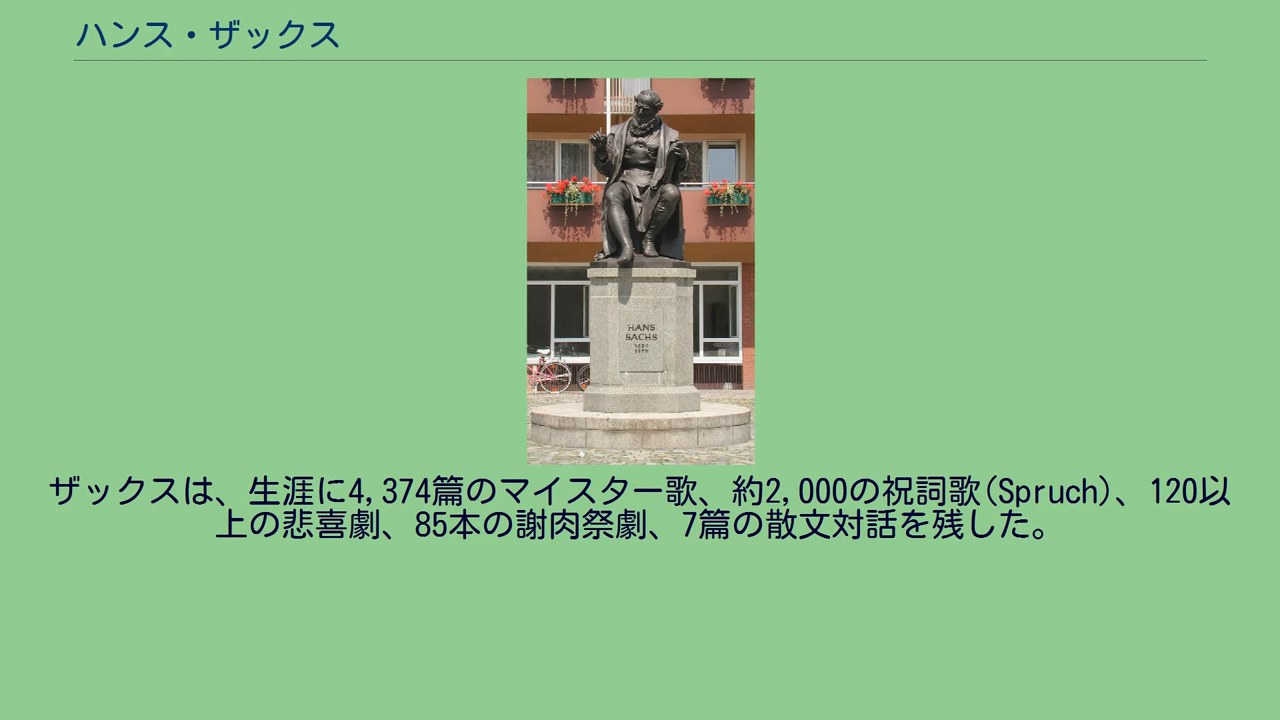 ハンス・ザックス
HANS
SACHS
ザックスは、生涯に4,374篇のマイスター歌、約2,000の祝詞歌(Spruch)、120以
上の悲喜劇、85本の謝肉祭劇、7篇の散文対話を残した。